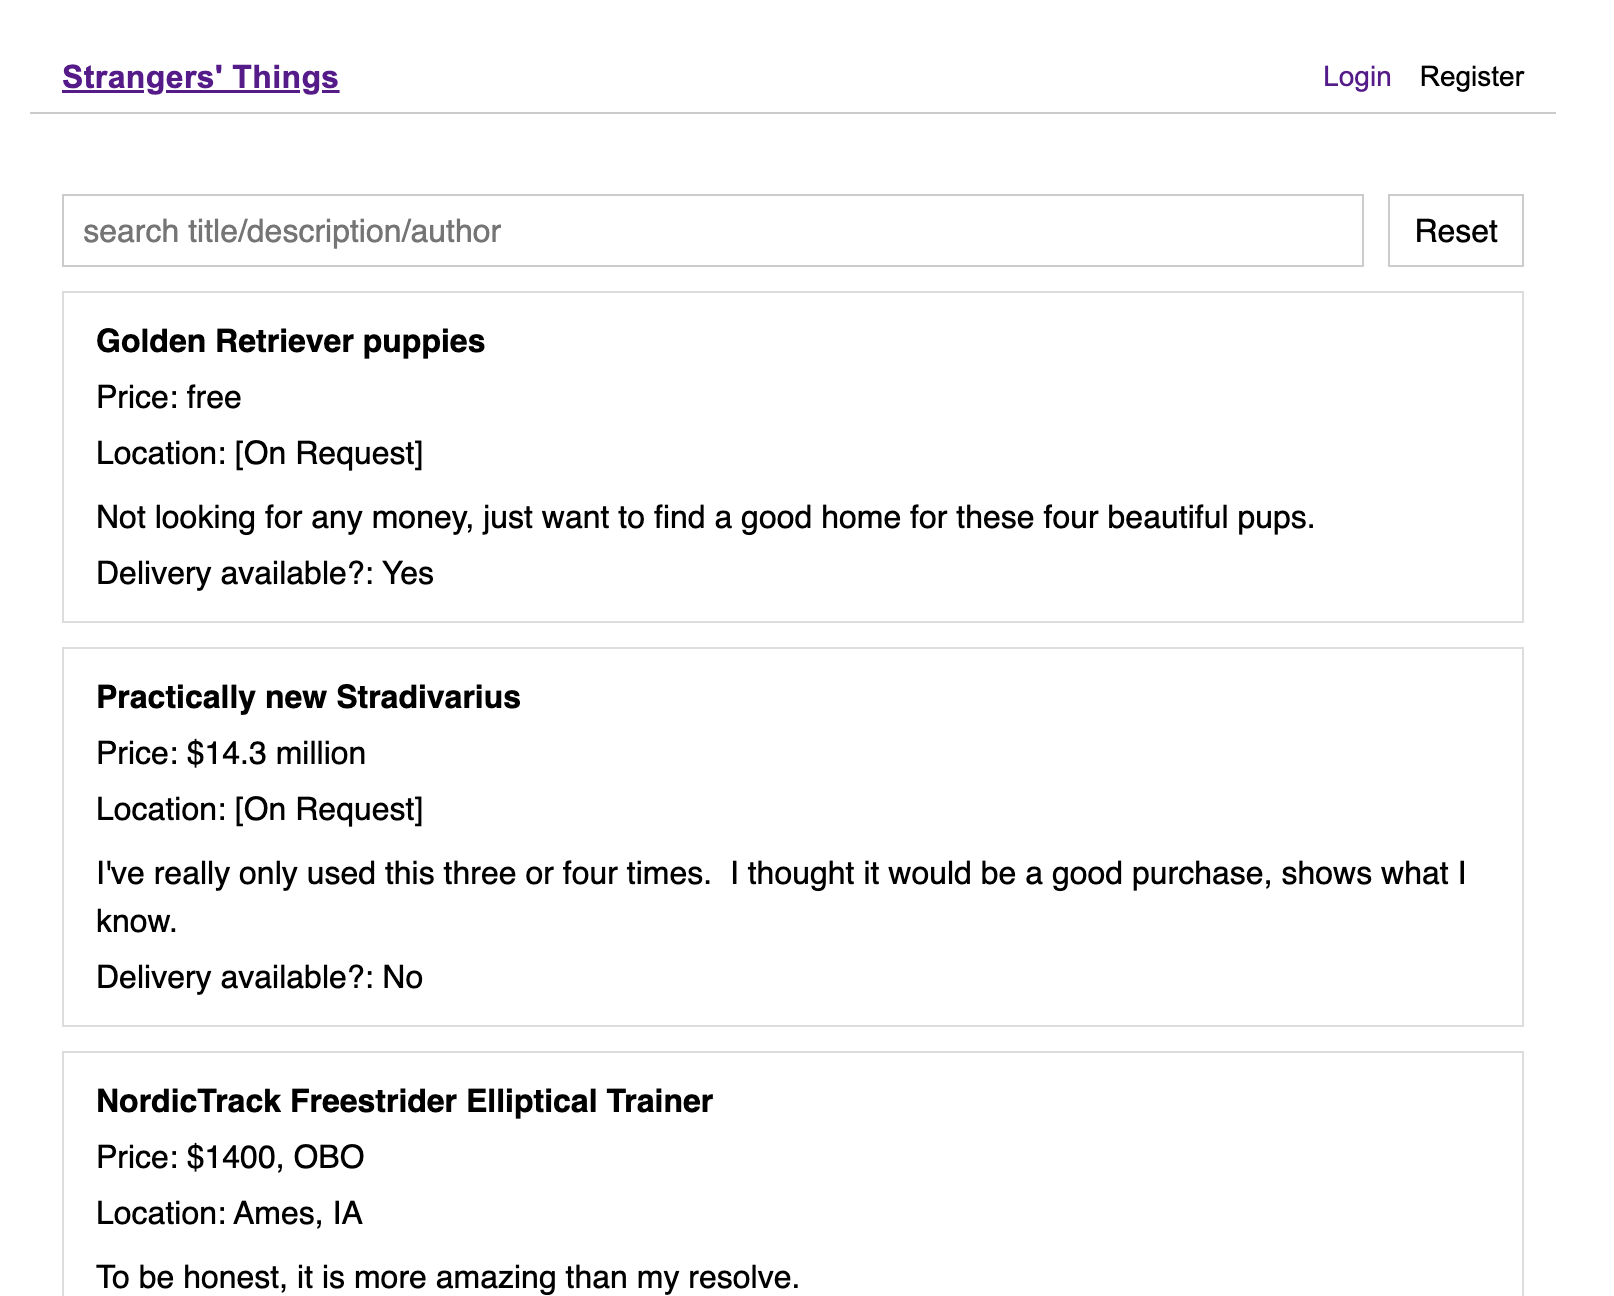 Strangers' Things
Login Register
search title/description/author
Reset
Golden Retriever puppies
Price: free
Location: [On Request]
Not looking for any money, just want to find a good home for these four beautiful pups.
Delivery available?: Yes
Practically new Stradivarius
Price: $14.3 million
Location: [On Request]
I've really only used this three or four times.  I thought it would be a good purchase, shows what I
know.
Delivery available?: No
NordicTrack Freestrider Elliptical Trainer
Price: $1400, OBO
Location: Ames, IA
To be honest, it is more amazing than my resolve.